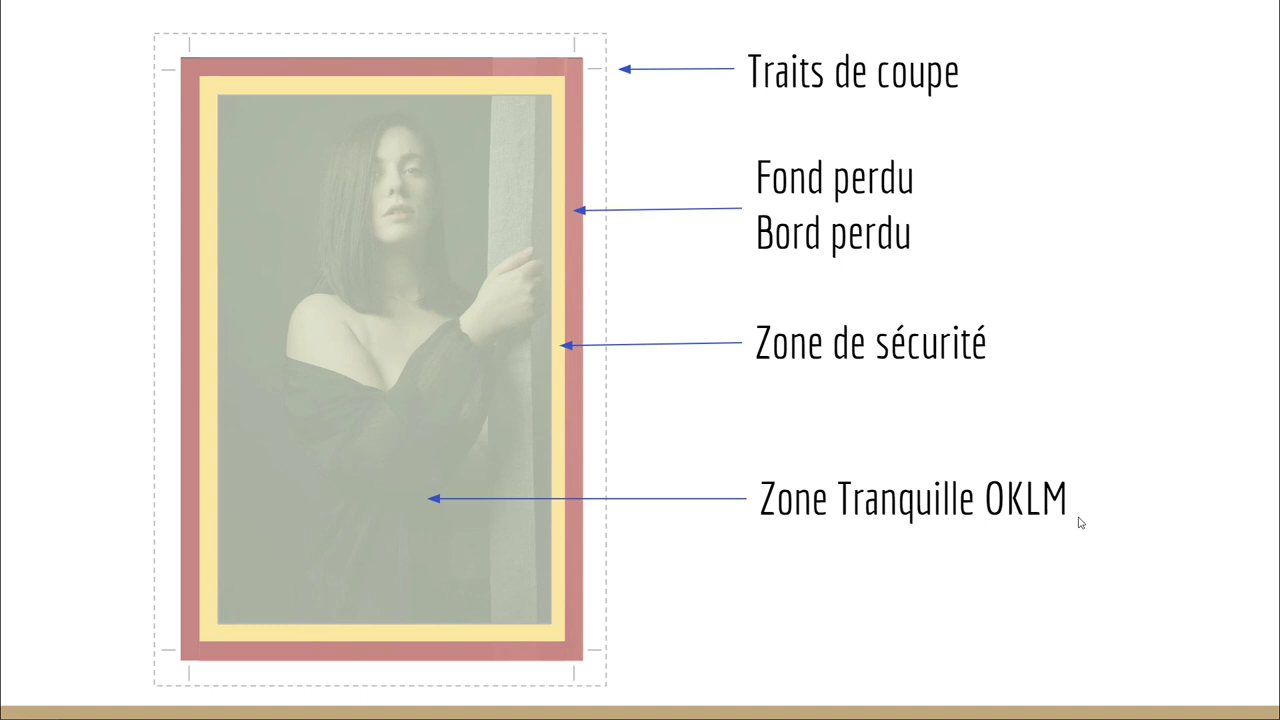 Traits de coupe
Fond perdu
Bord perdu
Zone de sécurité
Zone Tranquille OKLM